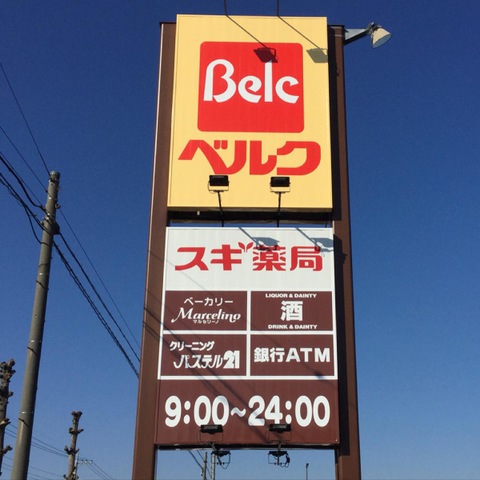 Belc
ベルク
スギ薬局
ベーカリー
Marcelino
マルセリーノ
LIQUOR & DAINTY
酒
DRINK & DAINTY
クリーニング
パステル21
銀行ATM
9:00~24:00